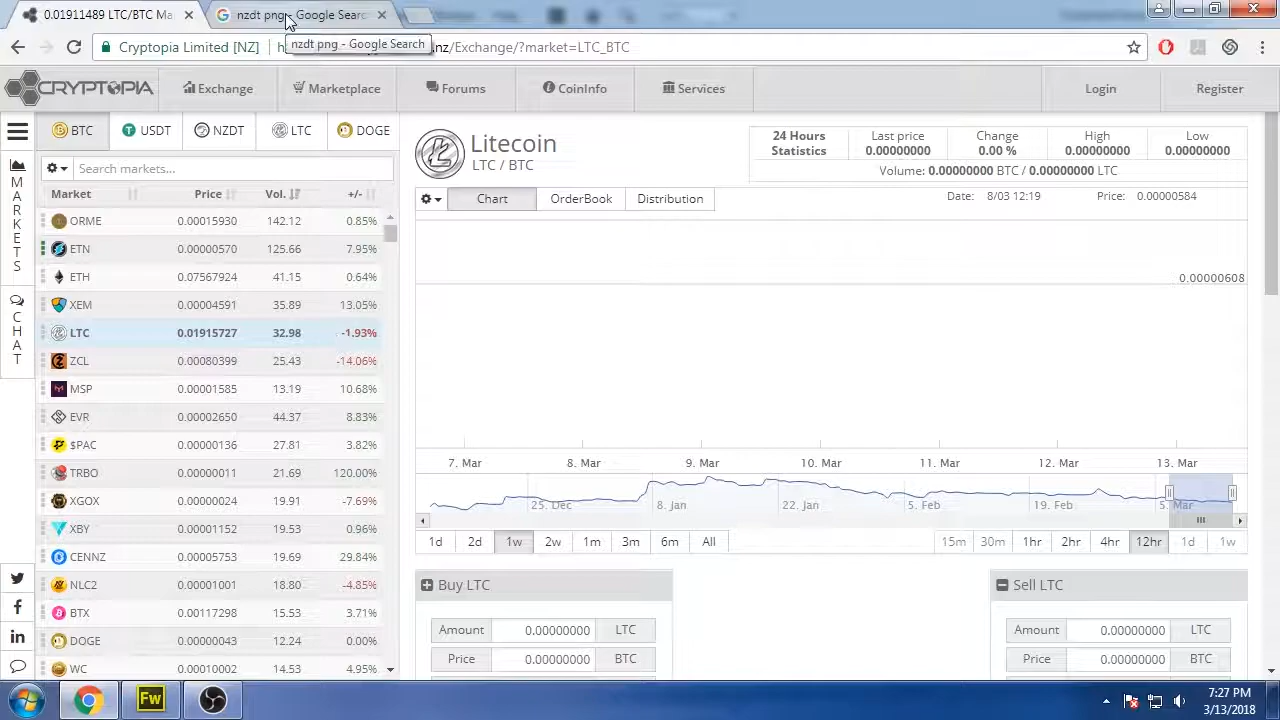 0.01911489 LTC/BTC Ma
nzdt png - Google Searc
Cryptopia Limited [NZ]
nz/Exchange/?market=LTC_BTC
nzdt png - Google Search
CRYPTOPIA
Exchange
Marketplace
Forums
CoinInfo
Services
Login
Register
BTC
USDT
NZDT
LTC
DOGE
MARKETS
CHAT
Search markets...
Market Price Vol. +/-
ORME 0.00015930 142.12 0.85%
ETN 0.00000570 125.66 7.95%
ETH 0.07567924 41.15 0.64%
XEM 0.00004591 35.89 13.05%
LTC 0.01915727 32.98 -1.93%
ZCL 0.00080399 25.43 -14.06%
MSP 0.00001585 13.19 10.68%
EVR 0.00002650 44.37 8.83%
$PAC 0.00000136 27.81 3.82%
TRBO 0.00000011 21.69 120.00%
XGOX 0.00000024 19.91 -7.69%
XBY 0.00001152 19.53 0.96%
CENNZ 0.00005753 19.69 29.84%
NLC2 0.00001001 18.80 -4.85%
BTX 0.00117298 15.53 3.71%
DOGE 0.00000043 12.24 0.00%
WC 0.00010002 14.53 4.95%
Litecoin
LTC / BTC
24 Hours Statistics
Last price 0.00000000
Change 0.00 %
High 0.00000000
Low 0.00000000
Volume: 0.00000000 BTC / 0.00000000 LTC
Chart
OrderBook
Distribution
Date: 8/03 12:19 Price: 0.00000584
0.00000608
7. Mar 8. Mar 9. Mar 10. Mar 11. Mar 12. Mar 13. Mar
25. Dec 8. Jan 22. Jan 5. Feb 19. Feb 5. Mar
1d 2d 1w 2w 1m 3m 6m All
15m 30m 1hr 2hr 4hr 12hr 1d 1w
Buy LTC
Amount 0.00000000 LTC
Price 0.00000000 BTC
Sell LTC
Amount 0.00000000 LTC
Price 0.00000000 BTC
Fw
7:27 PM
3/13/2018